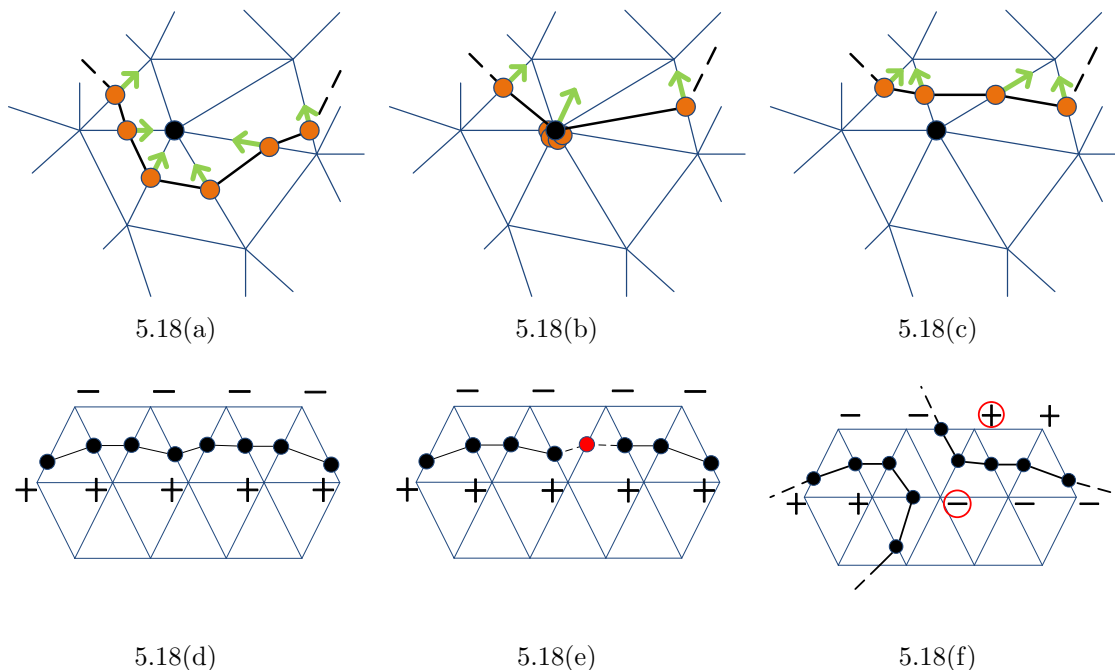 5.18(a) 5.18(b) 5.18(c)
− − − − − − − − − − + +
+ + + + + + + + + + + − − −
5.18(d) 5.18(e) 5.18(f)